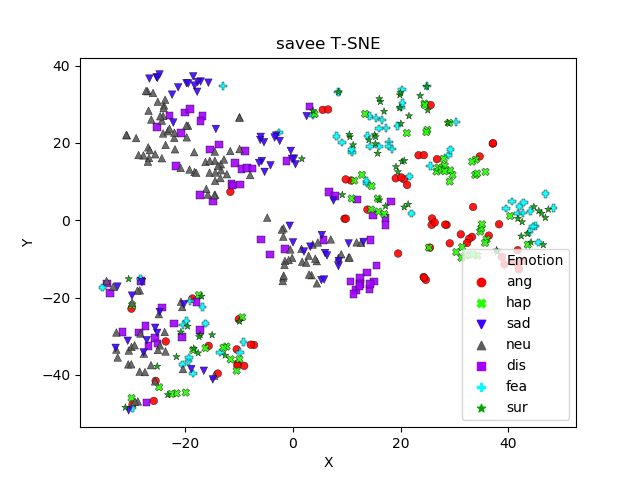 savee T-SNE
40
20
0
−20
−40
Y
−20
0
20
40
X
Emotion
ang
hap
sad
neu
dis
fea
sur